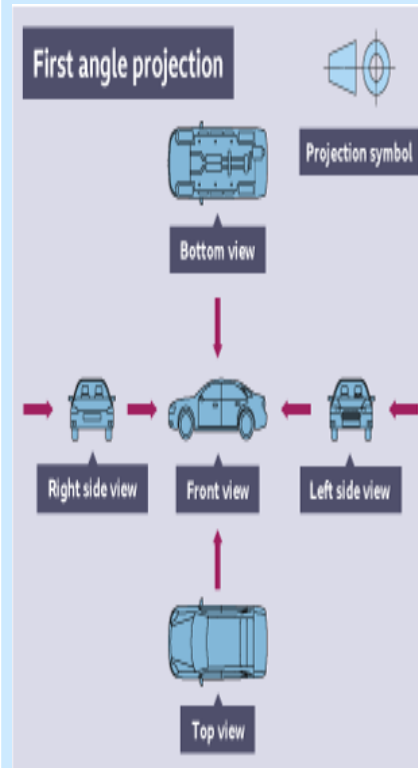 First angle projection
Projection symbol
Bottom view
Right side view
Front view
Left side view
Top view